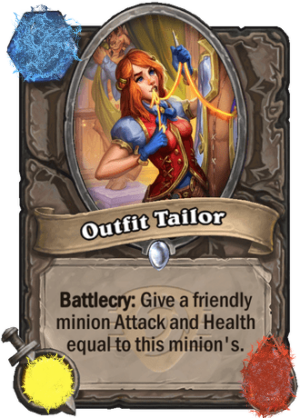 Outfit Tailor
Battlecry: Give a friendly
minion Attack and Health
equal to this minion's.